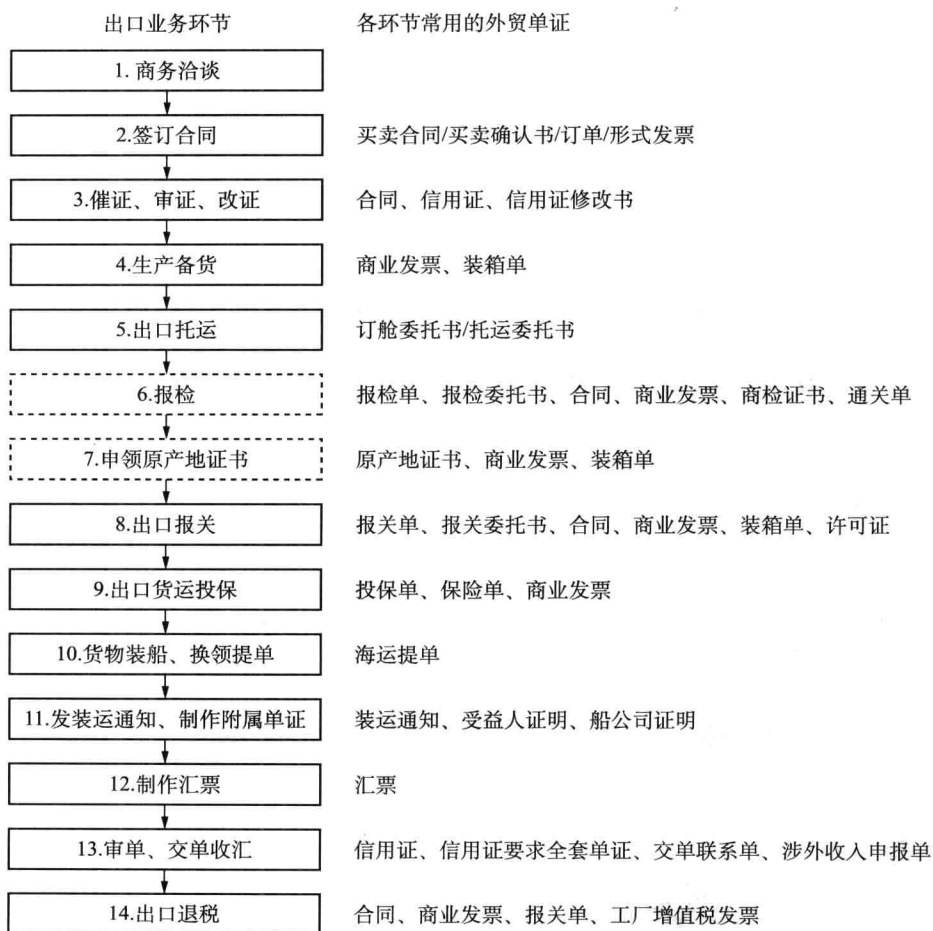 出口业务环节 各环节常用的外贸单证
1. 商务洽谈
2.签订合同 买卖合同/买卖确认书/订单/形式发票
3.催证、审证、改证 合同、信用证、信用证修改书
4.生产备货 商业发票、装箱单
5.出口托运 订舱委托书/托运委托书
6.报检 报检单、报检委托书、合同、商业发票、商检证书、通关单
7.申领原产地证书 原产地证书、商业发票、装箱单
8.出口报关 报关单、报关委托书、合同、商业发票、装箱单、许可证
9.出口货运投保 投保单、保险单、商业发票
10.货物装船、换领提单 海运提单
11.发装运通知、制作附属单证 装运通知、受益人证明、船公司证明
12.制作汇票 汇票
13.审单、交单收汇 信用证、信用证要求全套单证、交单联系单、涉外收入申报单
14.出口退税 合同、商业发票、报关单、工厂增值税发票